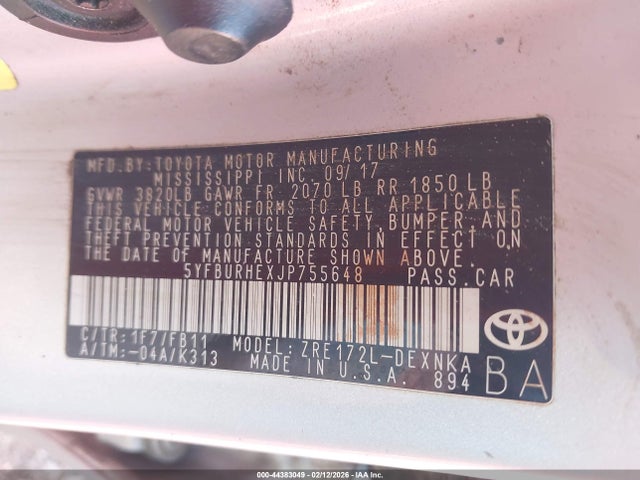 MFD.BY:TOYOTA MOTOR MANUFACTURING
MISSISSIPPI INC 09/17
GVWR 3820LB GAWR FR 2070 LB RR 1850 LB
THIS VEHICLE CONFORMS TO ALL APPLICABLE
FEDERAL MOTOR VEHICLE SAFETY, BUMPER, AND
THEFT PREVENTION STANDARDS IN EFFECT ON
THE DATE OF MANUFACTURE SHOWN ABOVE.
5YFBURHEXJP755648 PASS.CAR
C/TR:1F7/FB11 MODEL: ZRE172L-DEXNKA
A/TM:-04A/K313 MADE IN U.S.A. 894
BA
000-44383049 - 02/12/2026 - IAAI.COM